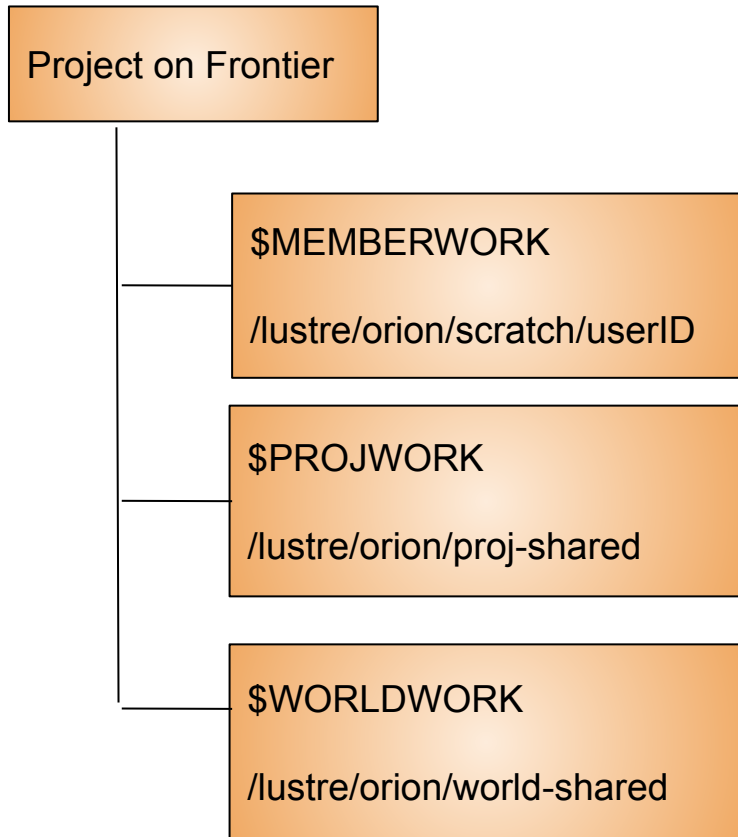 Project on Frontier
$MEMBERWORK
/lustre/orion/scratch/userID
$PROJWORK
/lustre/orion/proj-shared
$WORLDWORK
/lustre/orion/world-shared